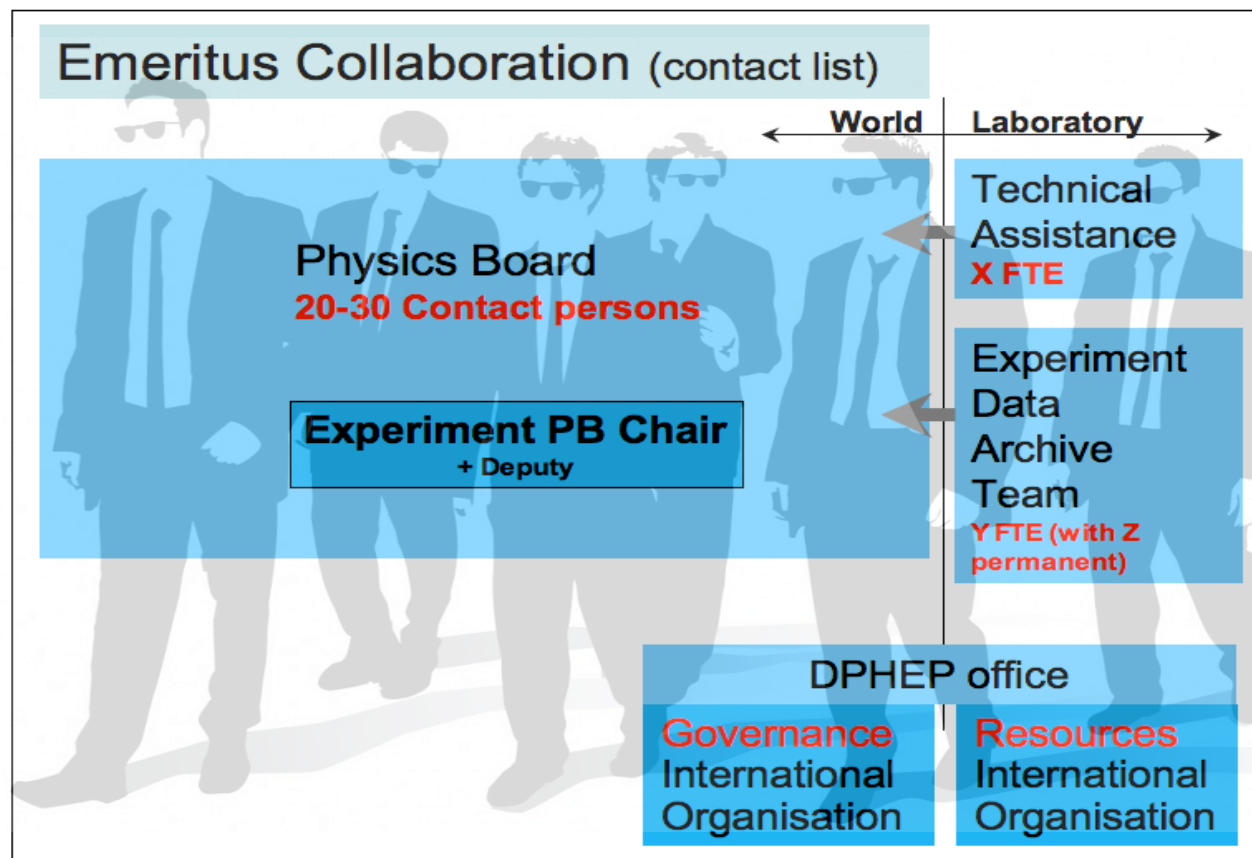 Emeritus Collaboration (contact list)
World
Laboratory
Physics Board
20-30 Contact persons
Experiment PB Chair
+ Deputy
Technical
Assistance
X FTE
Experiment
Data
Archive
Team
Y FTE (with Z
permanent)
DPHEP office
Governance
International
Organisation
Resources
International
Organisation